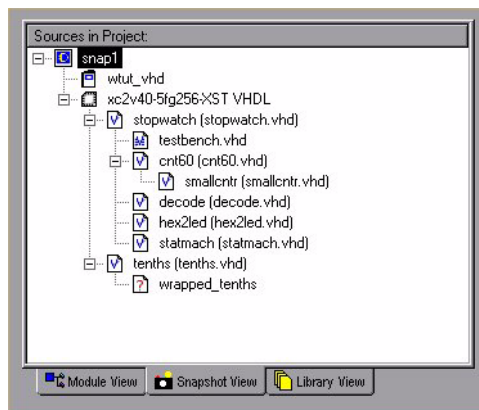 Sources in Project:
snap1
wtut_vhd
xc2v40-5fg256-XST VHDL
stopwatch (stopwatch.vhd)
testbench.vhd
cnt60 (cnt60.vhd)
smallcntr (smallcntr.vhd)
decode (decode.vhd)
hex2led (hex2led.vhd)
statmach (statmach.vhd)
tenths (tenths.vhd)
wrapped_tenths
Module View Snapshot View Library View